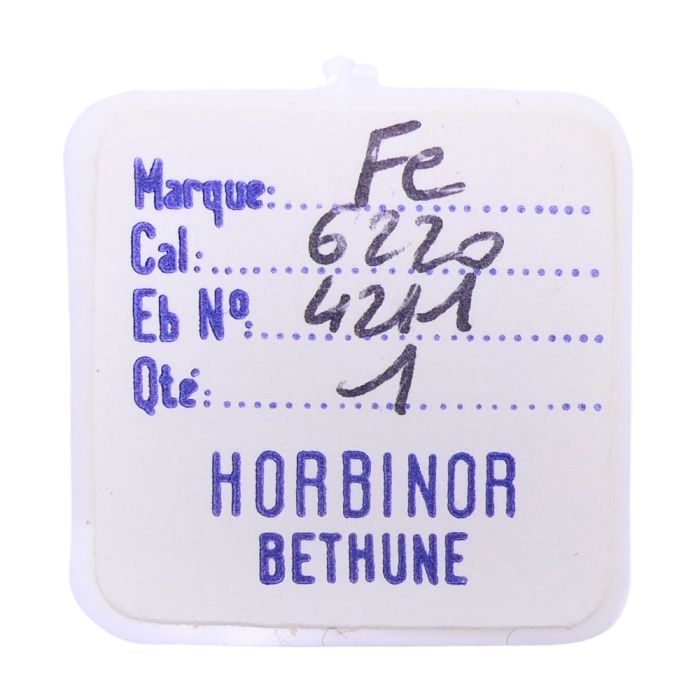 Marque: Fe
Cal: 6220
Eb Nº: 4211
Qté: 1
HORBINOR
BETHUNE